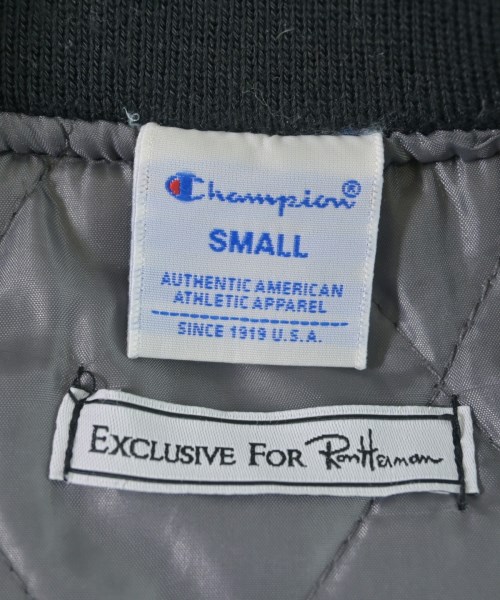 Champion®
SMALL
AUTHENTIC AMERICAN
ATHLETIC APPAREL
SINCE 1919 U.S.A.
EXCLUSIVE FOR Ron Herman